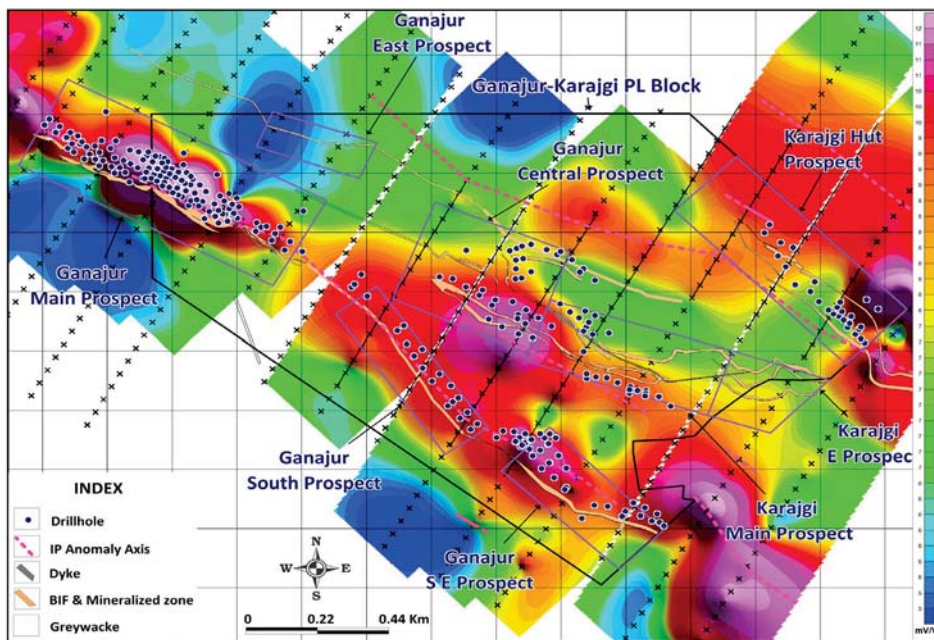 Ganajur
East Prospect
Ganajur-Karajgi PL Block
Karajgi Hut
Prospect
Ganajur
Central Prospect
Ganajur
Main Prospect
Ganajur
South Prospect
Karajgi
E Prospec
Karajgi
Main Prospect
Ganajur
S E Prospect
INDEX
Drillhole
IP Anomaly Axis
Dyke
BIF & Mineralized zone
Greywacke
N
W E
S
0 0.22 0.44 KM